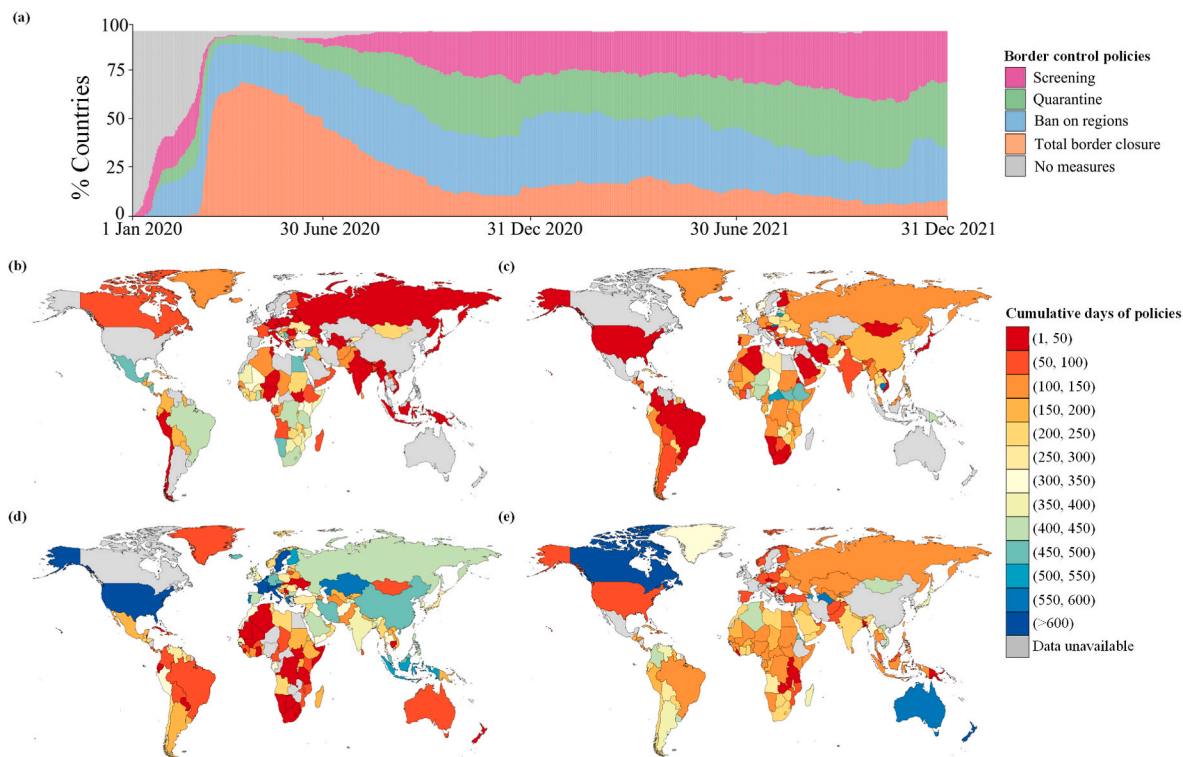 (a)
100
75
50
25
0
% Countries
1 Jan 2020
30 June 2020
31 Dec 2020
30 June 2021
31 Dec 2021
Border control policies
Screening
Quarantine
Ban on regions
Total border closure
No measures
(b)
(c)
(d)
(e)
Cumulative days of policies
(1, 50)
(50, 100)
(100, 150)
(150, 200)
(200, 250)
(250, 300)
(300, 350)
(350, 400)
(400, 450)
(450, 500)
(500, 550)
(550, 600)
(>600)
Data unavailable